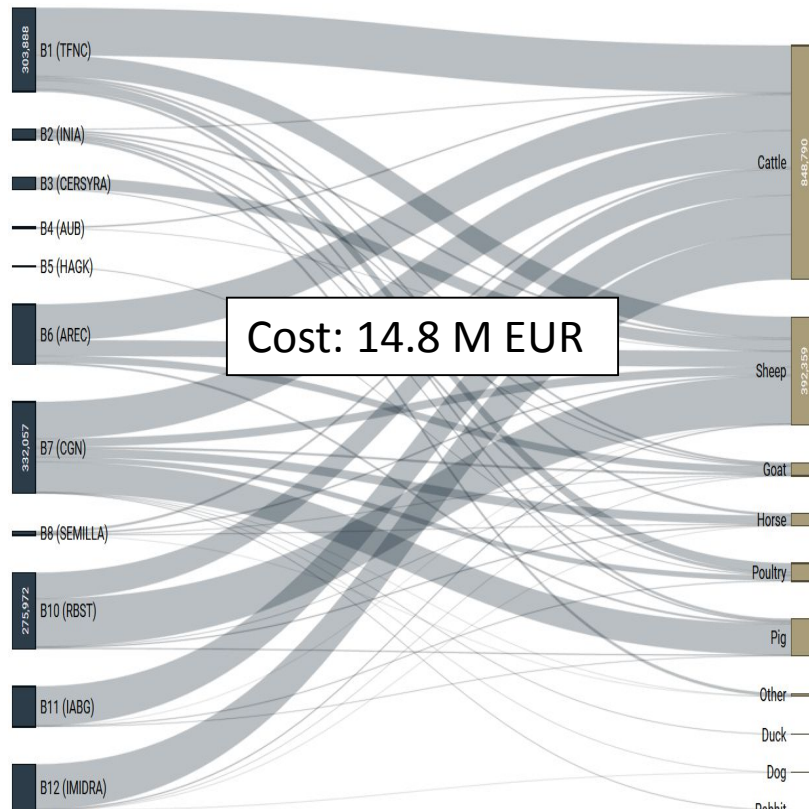 303,888
B1 (TFNC)
B2 (INIA)
B3 (CERSYRA)
B4 (AUB)
B5 (HAGK)
B6 (AREC)
332,057
B7 (CGN)
B8 (SEMILLA)
275,972
B10 (RBST)
B11 (IABG)
B12 (IMIDRA)
Cost: 14.8 M EUR
Cattle
848,790
Sheep
392,359
Goat
Horse
Poultry
Pig
Other
Duck
Dog
Rabbit